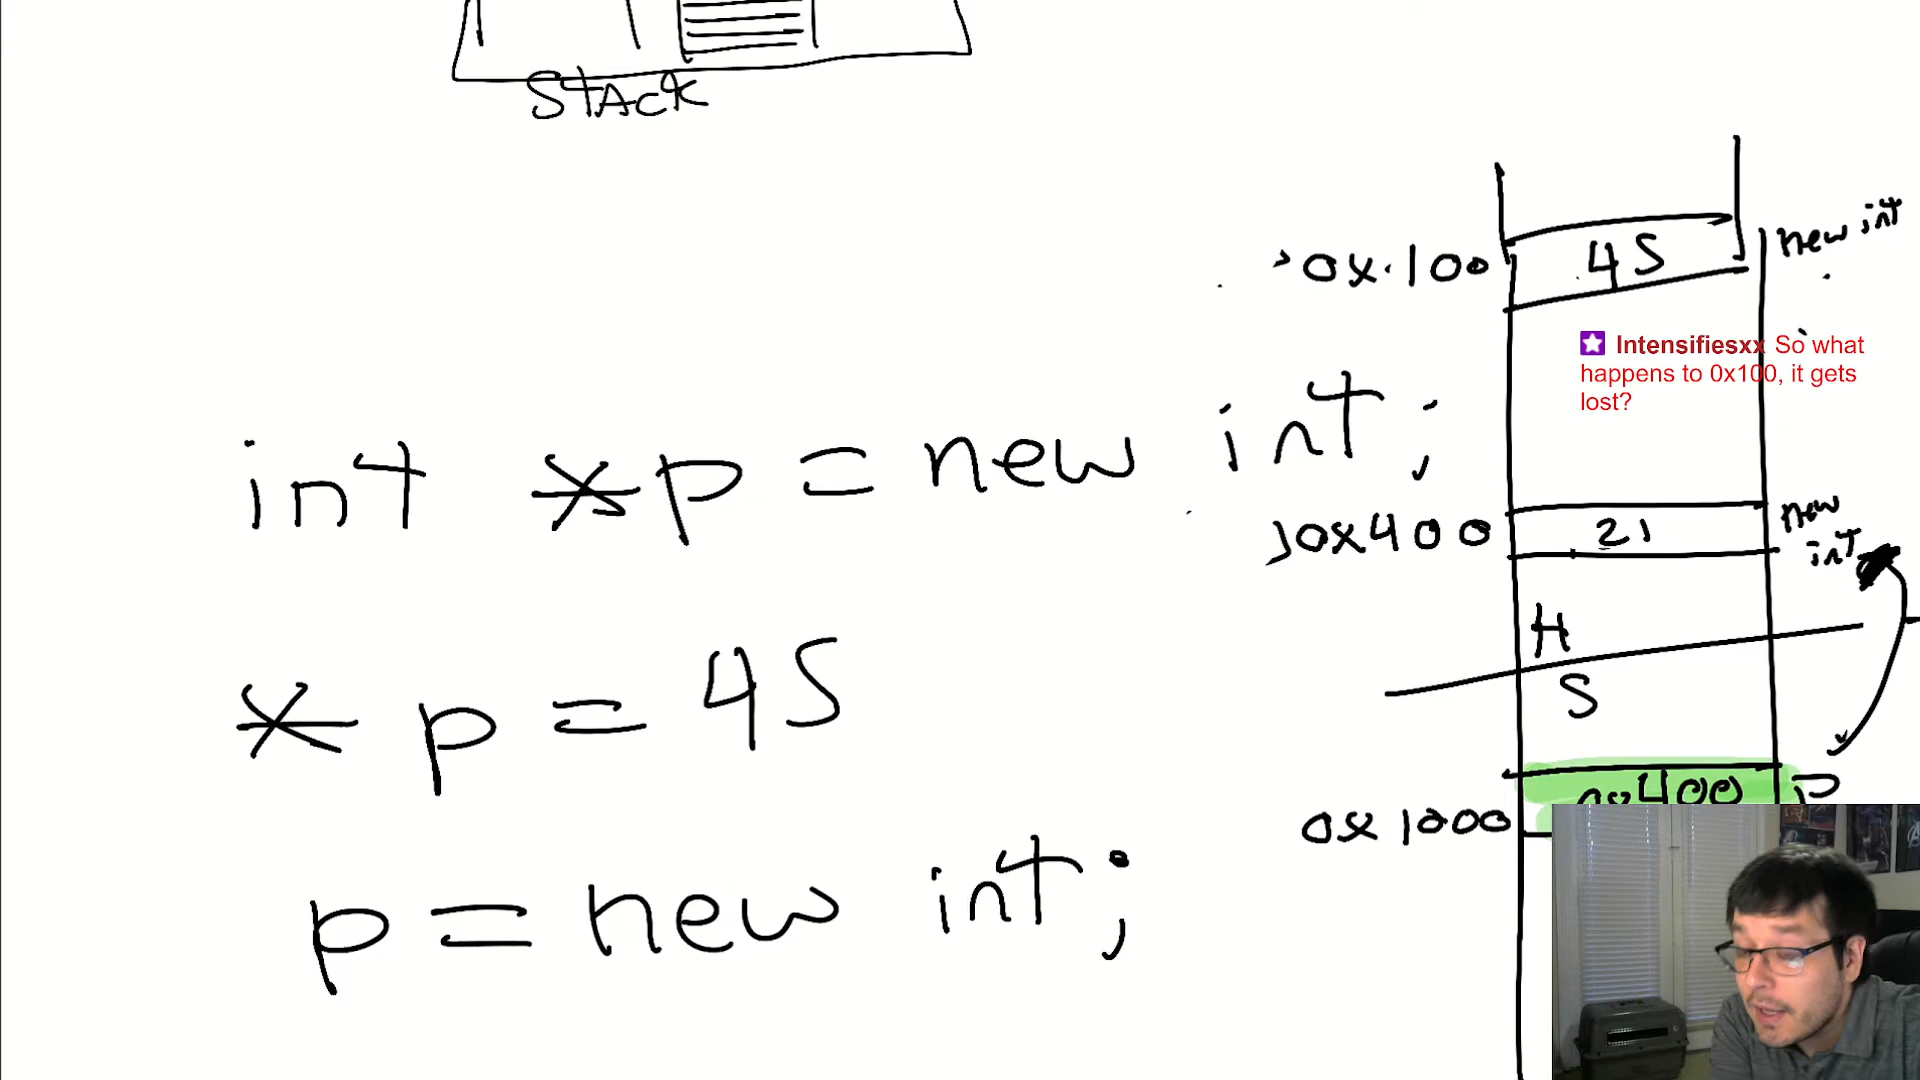 STACK
0x100
45
new int
Intensifiesxx So what
happens to 0x100, it gets
lost?
int *p = new int;
0x400
21
new
int
H
S
*p = 45
0x400
P
0x1000
p = new int;